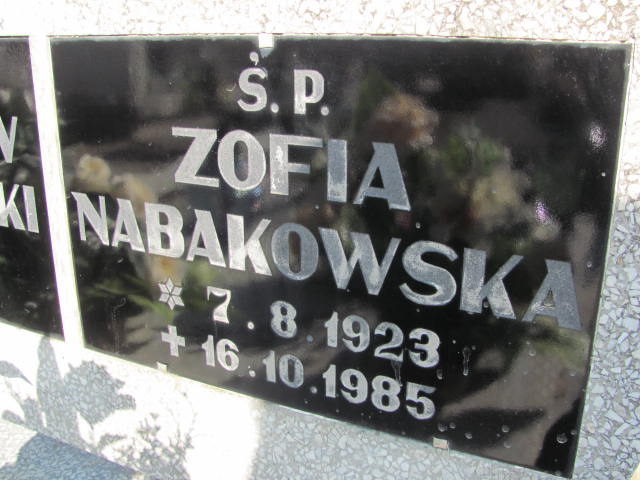 Ś.P.
ZOFIA
NABAKOWSKA
* 7.8.1923
+ 16.10.1985